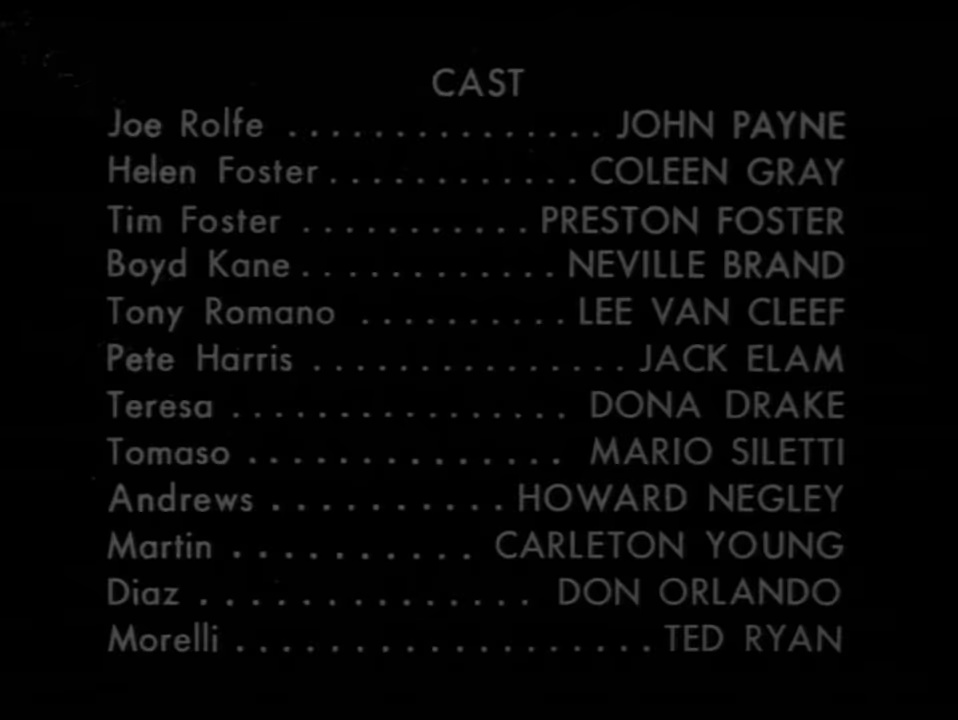 CAST
Joe Rolfe ............... JOHN PAYNE
Helen Foster ............ COLEEN GRAY
Tim Foster ........... PRESTON FOSTER
Boyd Kane ............ NEVILLE BRAND
Tony Romano .......... LEE VAN CLEEF
Pete Harris ............... JACK ELAM
Teresa ................ DONA DRAKE
Tomaso .............. MARIO SILETTI
Andrews ........... HOWARD NEGLEY
Martin .......... CARLETON YOUNG
Diaz ............... DON ORLANDO
Morelli .................... TED RYAN